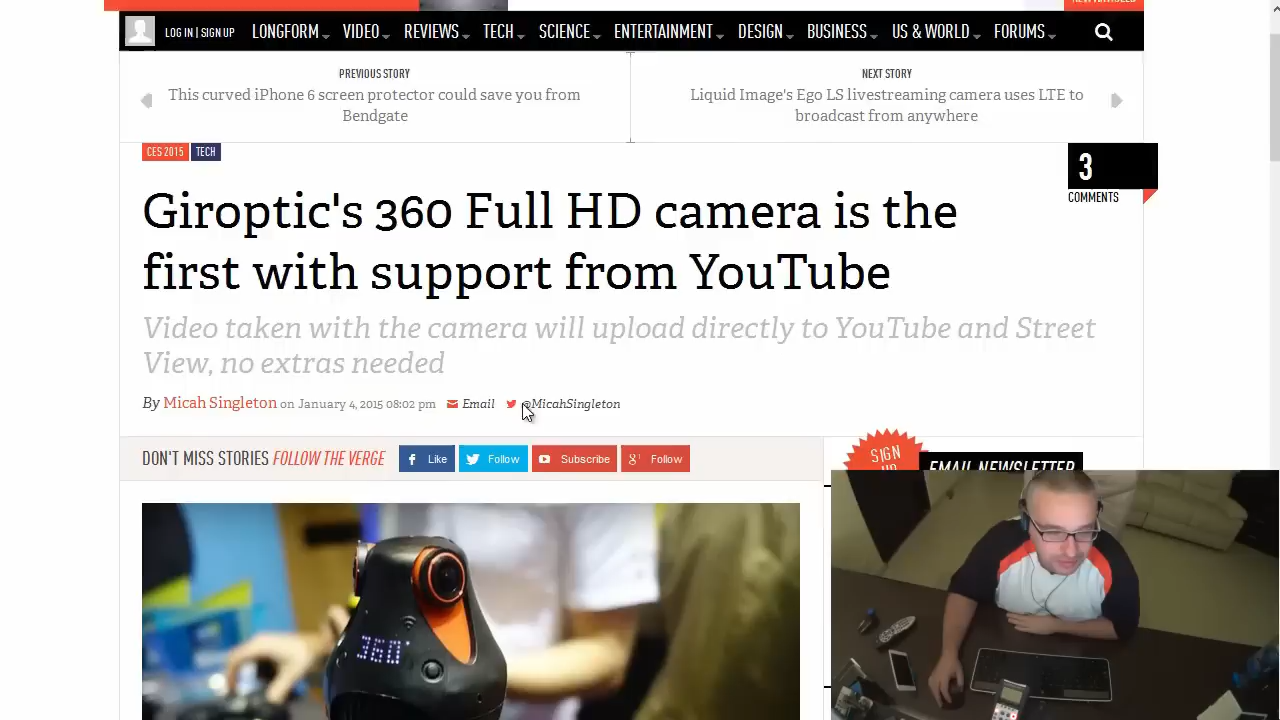 LOG IN | SIGN UP LONGFORM VIDEO REVIEWS TECH SCIENCE ENTERTAINMENT DESIGN BUSINESS US & WORLD FORUMS
PREVIOUS STORY
This curved iPhone 6 screen protector could save you from
Bendgate
NEXT STORY
Liquid Image's Ego LS livestreaming camera uses LTE to
broadcast from anywhere
CES 2015 TECH
3
COMMENTS
Giroptic's 360 Full HD camera is the
first with support from YouTube
Video taken with the camera will upload directly to YouTube and Street
View, no extras needed
By Micah Singleton on January 4, 2015 08:02 pm Email @MicahSingleton
DON'T MISS STORIES FOLLOW THE VERGE Like Follow Subscribe Follow
SIGN
UP
EMAIL NEWSLETTER
360°